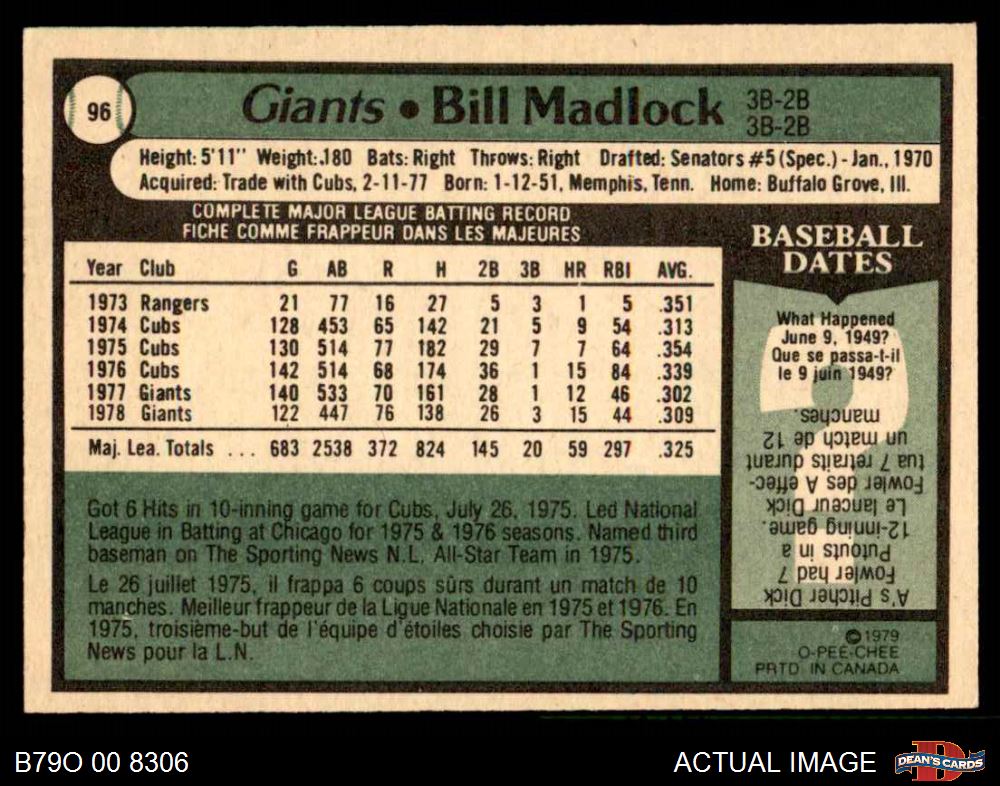 96
Giants • Bill Madlock
3B-2B
3B-2B
Height: 5'11" Weight: 180 Bats: Right Throws: Right Drafted: Senators #5 (Spec.) - Jan., 1970
Acquired: Trade with Cubs, 2-11-77 Born: 1-12-51, Memphis, Tenn. Home: Buffalo Grove, Ill.
COMPLETE MAJOR LEAGUE BATTING RECORD
FICHE COMME FRAPPEUR DANS LES MAJEURES
Year Club G AB R H 2B 3B HR RBI AVG.
1973 Rangers 21 77 16 27 5 3 1 5 .351
1974 Cubs 128 453 65 142 21 5 9 54 .313
1975 Cubs 130 514 77 182 29 7 7 64 .354
1976 Cubs 142 514 68 174 36 1 15 84 .339
1977 Giants 140 533 70 161 28 1 12 46 .302
1978 Giants 122 447 76 138 26 3 15 44 .309
Maj. Lea. Totals ... 683 2538 372 824 145 20 59 297 .325
Got 6 Hits in 10-inning game for Cubs, July 26, 1975. Led National
League in Batting at Chicago for 1975 & 1976 seasons. Named third
baseman on The Sporting News N.L. All-Star Team in 1975.
Le 26 juillet 1975, il frappa 6 coups sûrs durant un match de 10
manches. Meilleur frappeur de la Ligue Nationale en 1975 et 1976. En
1975, troisième-but de l'équipe d'étoiles choisie par The Sporting
News pour la L.N.
BASEBALL
DATES
What Happened
June 9, 1949?
Que se passa-t-il
le 9 juin 1949?
A's Pitcher Dick
Fowler had 7
Putouts in a
12-inning game.
Le lanceur Dick
Fowler des A effec-
tua 7 retraits durant
un match de 12
manches.
©1979
O-PEE-CHEE
PRTD IN CANADA
B79O 00 8306
ACTUAL IMAGE
DEAN'S CARDS